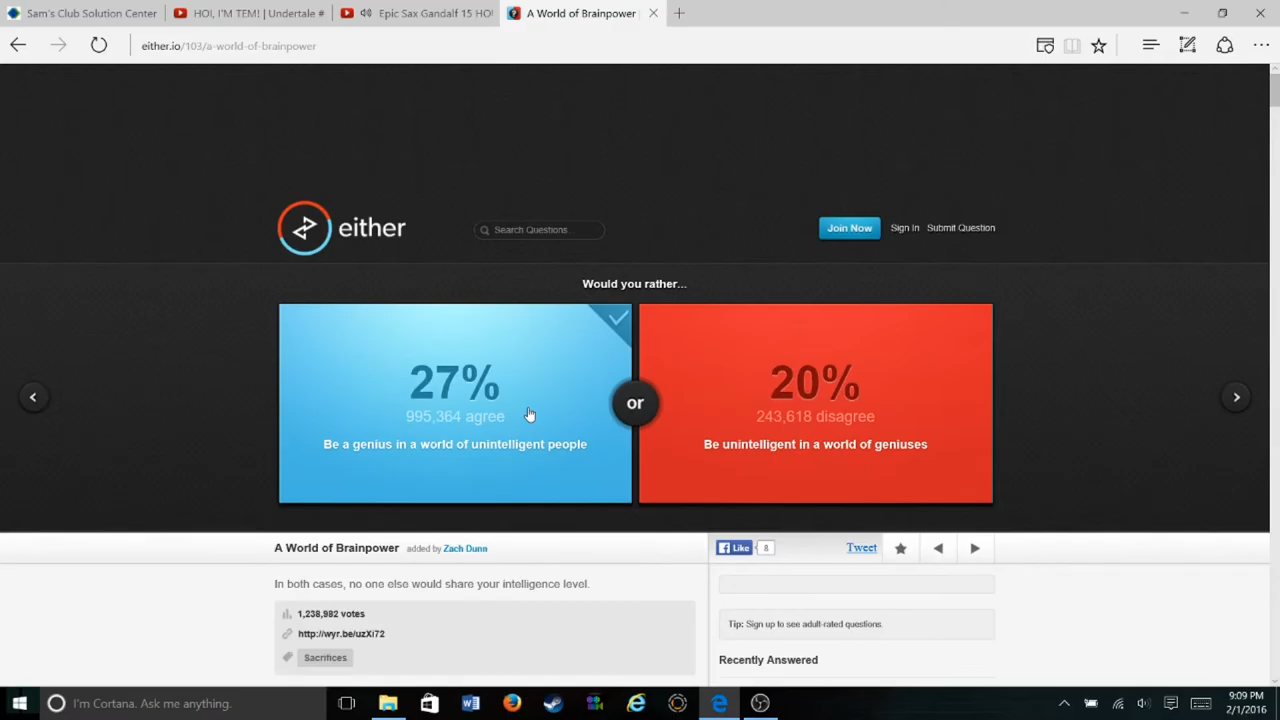 Sam's Club Solution Center
HOI, I'M TEM! Undertale #
Epic Sax Gandalf 15 HO
A World of Brainpower
either.io/103/a-world-of-brainpower
either
Search Questions...
Join Now
Sign In
Submit Question
Would you rather...
27%
995,364 agree
Be a genius in a world of unintelligent people
or
20%
243,618 disagree
Be unintelligent in a world of geniuses
A World of Brainpower added by Zach Dunn
Like
8
Tweet
In both cases, no one else would share your intelligence level.
1,238,982 votes
http://wyr.be/uzXi72
Sacrifices
Tip: Sign up to see adult-rated questions.
Recently Answered
I'm Cortana. Ask me anything.
9:09 PM
2/1/2016